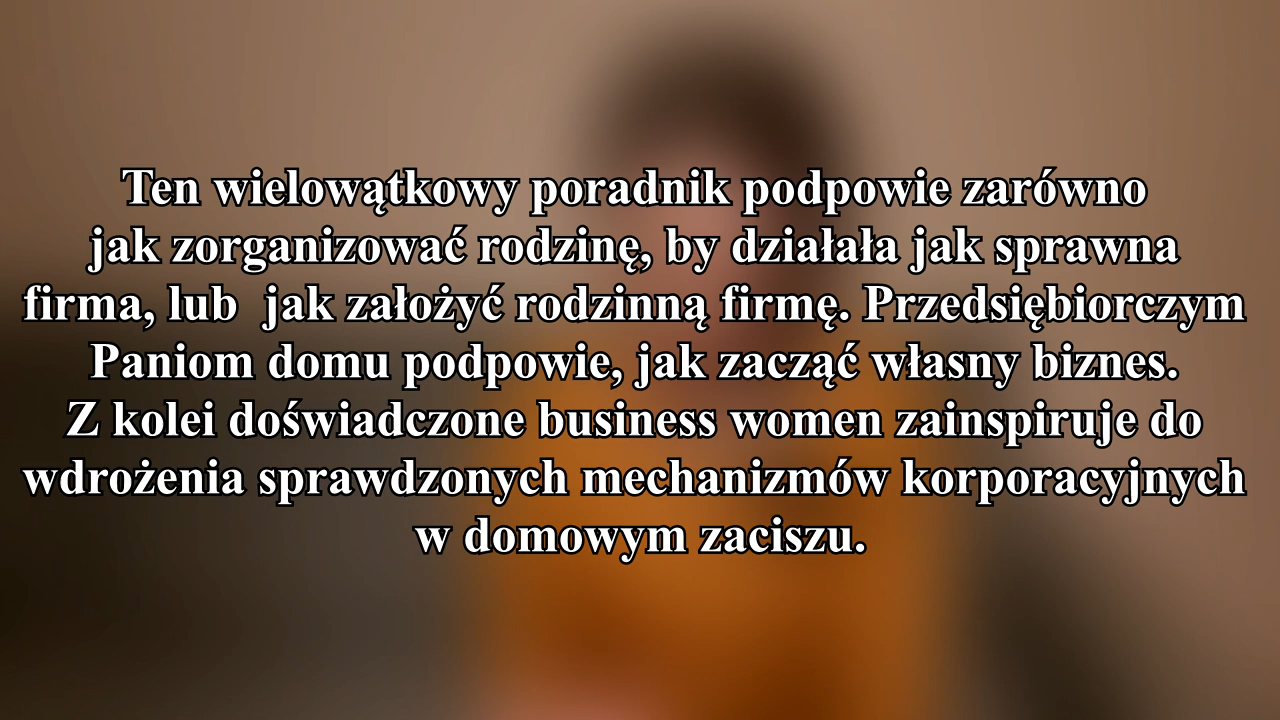 Ten wielowątkowy poradnik podpowie zarówno
jak zorganizować rodzinę, by działała jak sprawna
firma, lub  jak założyć rodzinną firmę. Przedsiębiorczym
Paniom domu podpowie, jak zacząć własny biznes.
Z kolei doświadczone business women zainspiruje do
wdrożenia sprawdzonych mechanizmów korporacyjnych
w domowym zaciszu.